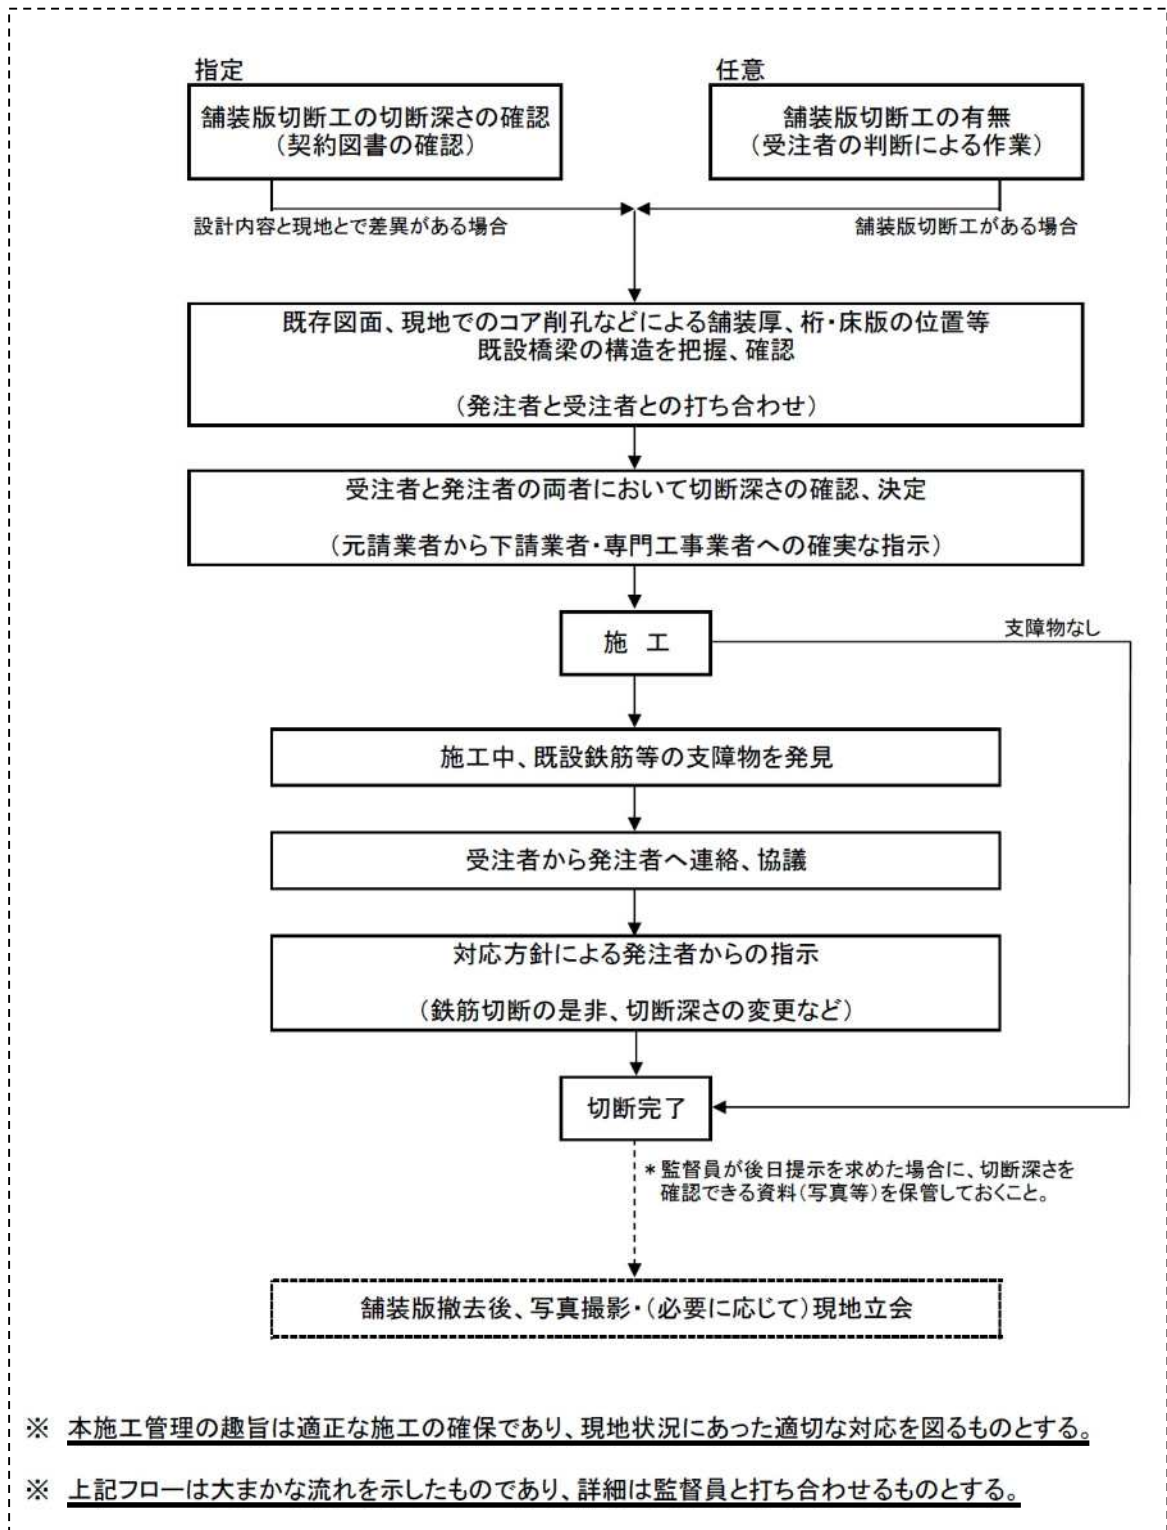 指定
舗装版切断工の切断深さの確認
（契約図書の確認）
任意
舗装版切断工の有無
（受注者の判断による作業）
設計内容と現地とで差異がある場合
舗装版切断工がある場合
既存図面、現地でのコア削孔などによる舗装厚、桁・床版の位置等
既設橋梁の構造を把握、確認
（発注者と受注者との打ち合わせ）
受注者と発注者の両者において切断深さの確認、決定
（元請業者から下請業者・専門工事業者への確実な指示）
施　工
支障物なし
施工中、既設鉄筋等の支障物を発見
受注者から発注者へ連絡、協議
対応方針による発注者からの指示
（鉄筋切断の是非、切断深さの変更など）
切断完了
＊監督員が後日提示を求めた場合に、切断深さを
確認できる資料（写真等）を保管しておくこと。
舗装版撤去後、写真撮影・（必要に応じて）現地立会
※　本施工管理の趣旨は適正な施工の確保であり、現地状況にあった適切な対応を図るものとする。
※　上記フローは大まかな流れを示したものであり、詳細は監督員と打ち合わせるものとする。